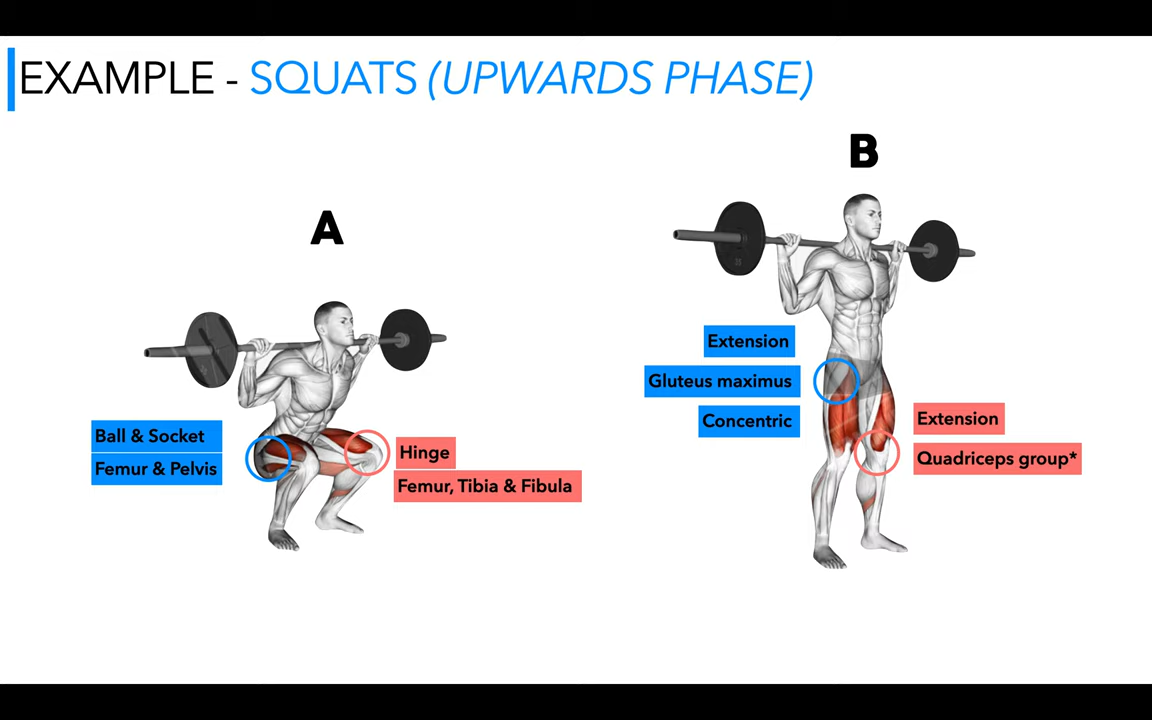 EXAMPLE - SQUATS (UPWARDS PHASE)
A
Ball & Socket
Femur & Pelvis
Hinge
Femur, Tibia & Fibula
B
Extension
Gluteus maximus
Concentric
Extension
Quadriceps group*